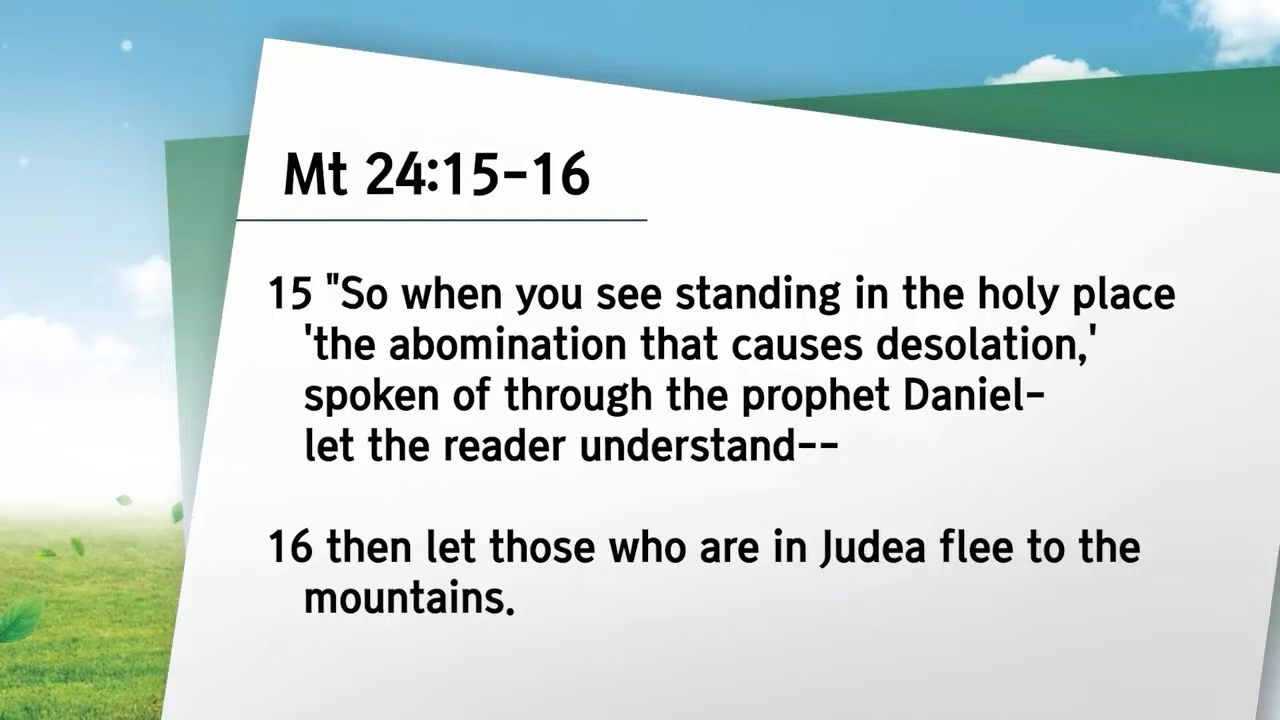 Mt 24:15-16
15 "So when you see standing in the holy place
'the abomination that causes desolation,'
spoken of through the prophet Daniel-
let the reader understand--
16 then let those who are in Judea flee to the
mountains.